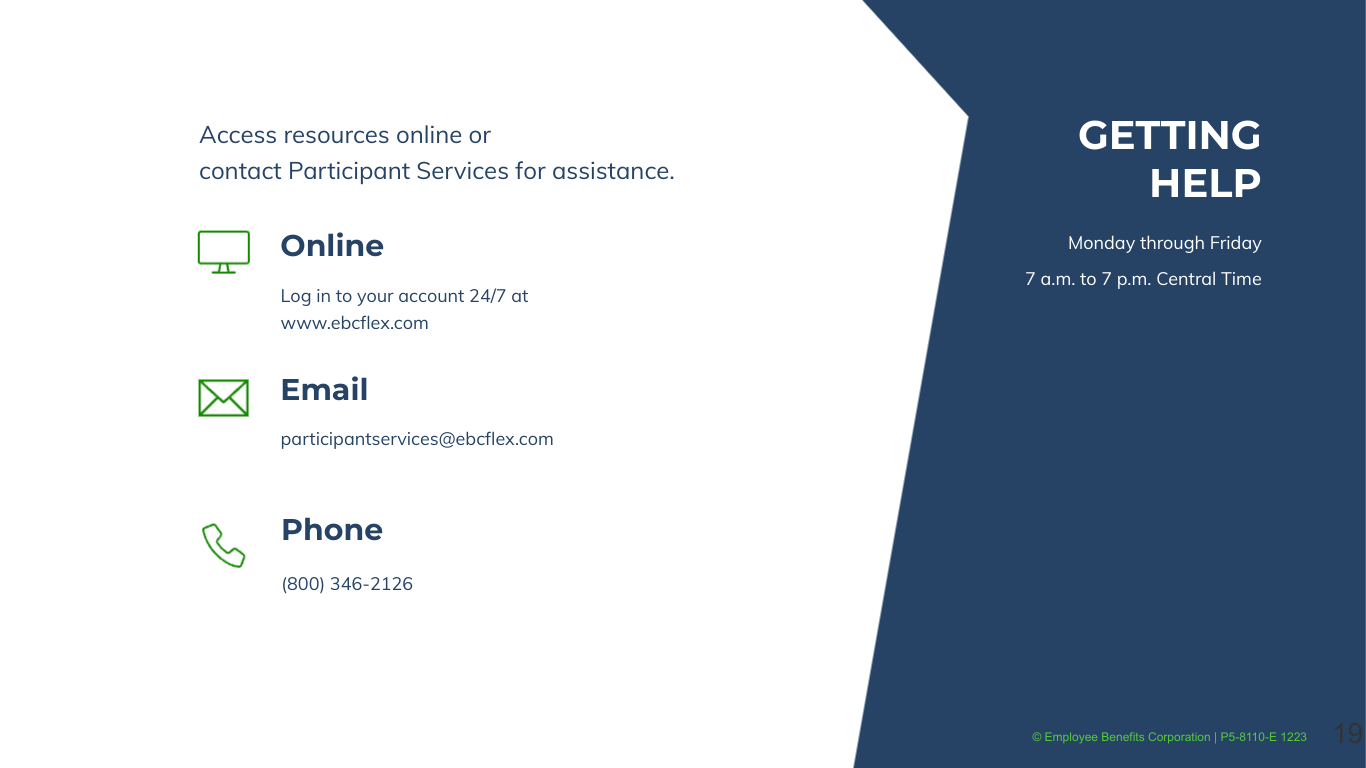 Access resources online or
contact Participant Services for assistance.
Online
Log in to your account 24/7 at
www.ebcflex.com
Email
participantservices@ebcflex.com
Phone
(800) 346-2126
GETTING
HELP
Monday through Friday
7 a.m. to 7 p.m. Central Time
© Employee Benefits Corporation | P5-8110-E 1223
19